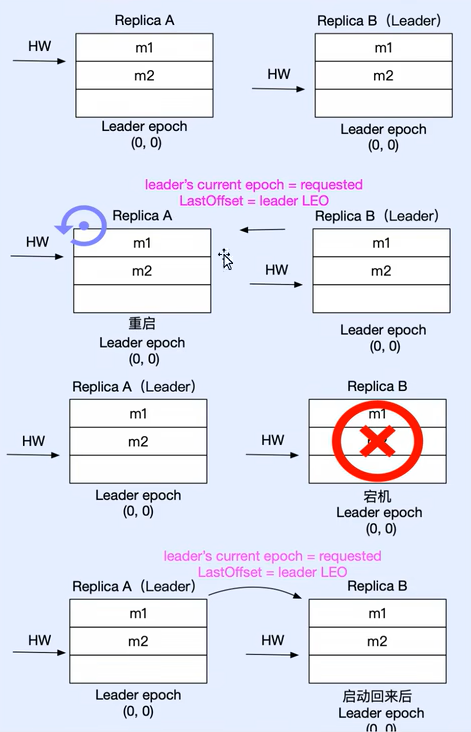 Replica A
Replica B（Leader）
HW
m1
m1
m2
HW
m2
Leader epoch
(0, 0)
Leader epoch
(0, 0)
leader's current epoch = requested
LastOffset = leader LEO
Replica A
Replica B（Leader）
HW
m1
m1
m2
HW
m2
重启
Leader epoch
(0, 0)
Leader epoch
(0, 0)
Replica A（Leader）
Replica B
m1
m1
HW
m2
HW
Leader epoch
(0, 0)
宕机
Leader epoch
(0, 0)
leader's current epoch = requested
LastOffset = leader LEO
Replica A（Leader）
Replica B
m1
m1
HW
m2
HW
m2
Leader epoch
(0, 0)
启动回来后
Leader epoch
(0, 0)